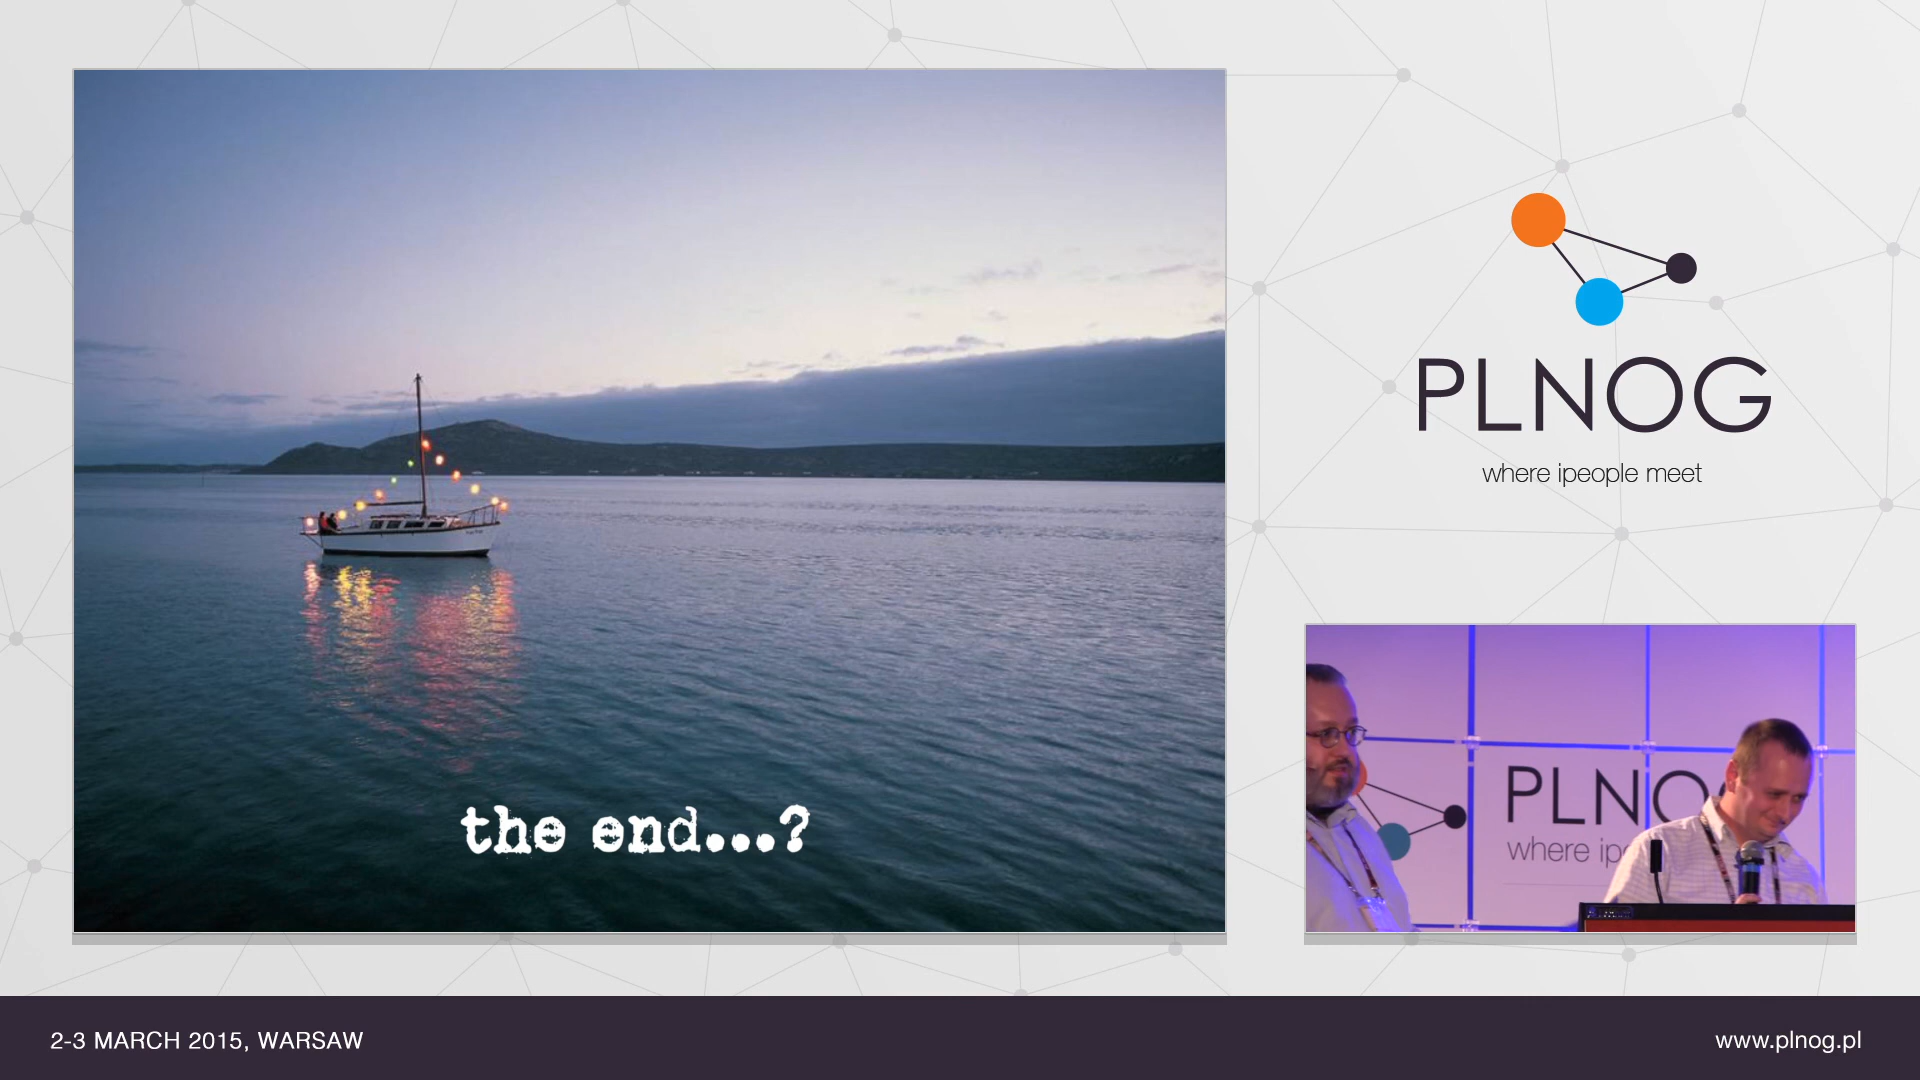 the end...?
PLNOG
where ipeople meet
PLNO
where ip
2-3 MARCH 2015, WARSAW
www.plnog.pl